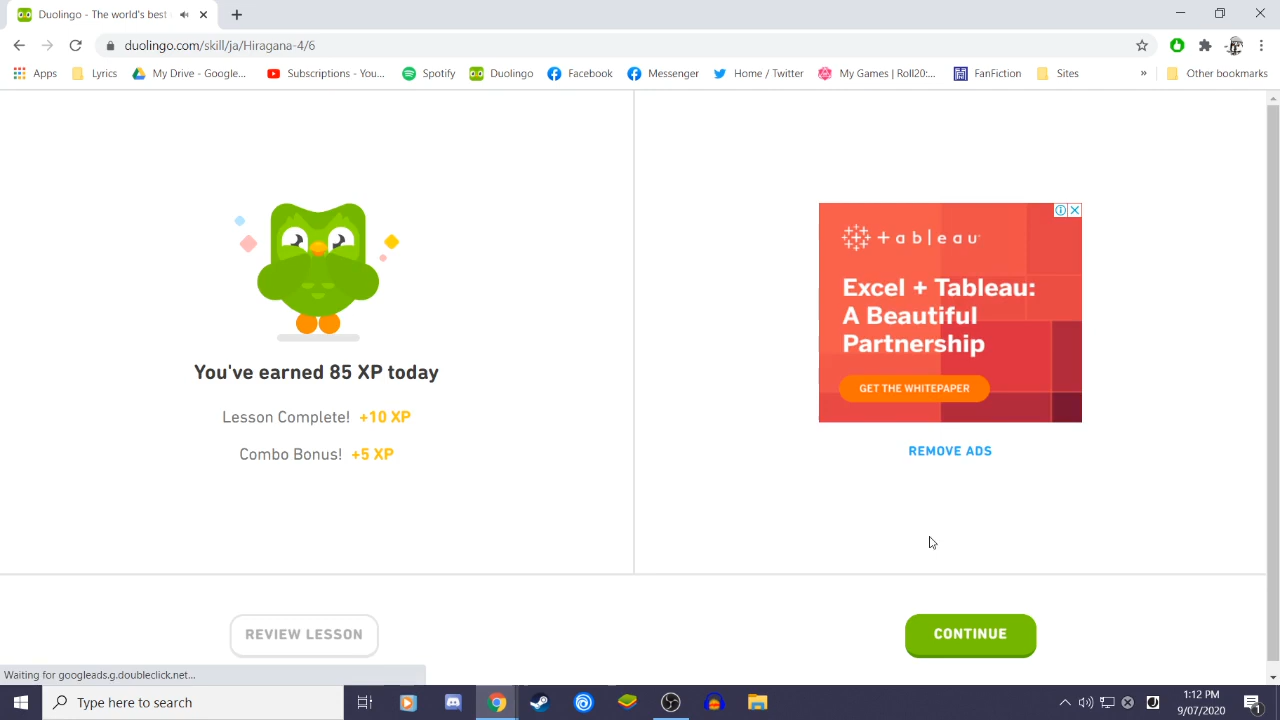 Duolingo - The world's best
duolingo.com/skill/ja/Hiragana-4/6
Apps
Lyrics
My Drive - Google...
Subscriptions - You...
Spotify
Duolingo
Facebook
Messenger
Home / Twitter
My Games | Roll20:...
FanFiction
Sites
»
Other bookmarks
You've earned 85 XP today
Lesson Complete! +10 XP
Combo Bonus! +5 XP
+ a b | e a u
Excel + Tableau:
A Beautiful
Partnership
GET THE WHITEPAPER
REMOVE ADS
REVIEW LESSON
CONTINUE
Waiting for googleads.g.doubleclick.net...
Type here to search
1:12 PM
9/07/2020
1